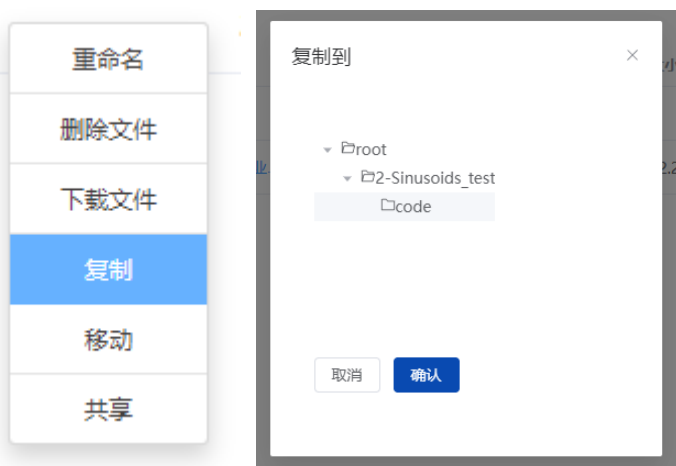 重命名
删除文件
下载文件
复制
移动
共享
复制到
root
2-Sinusoids_test
code
取消
确认